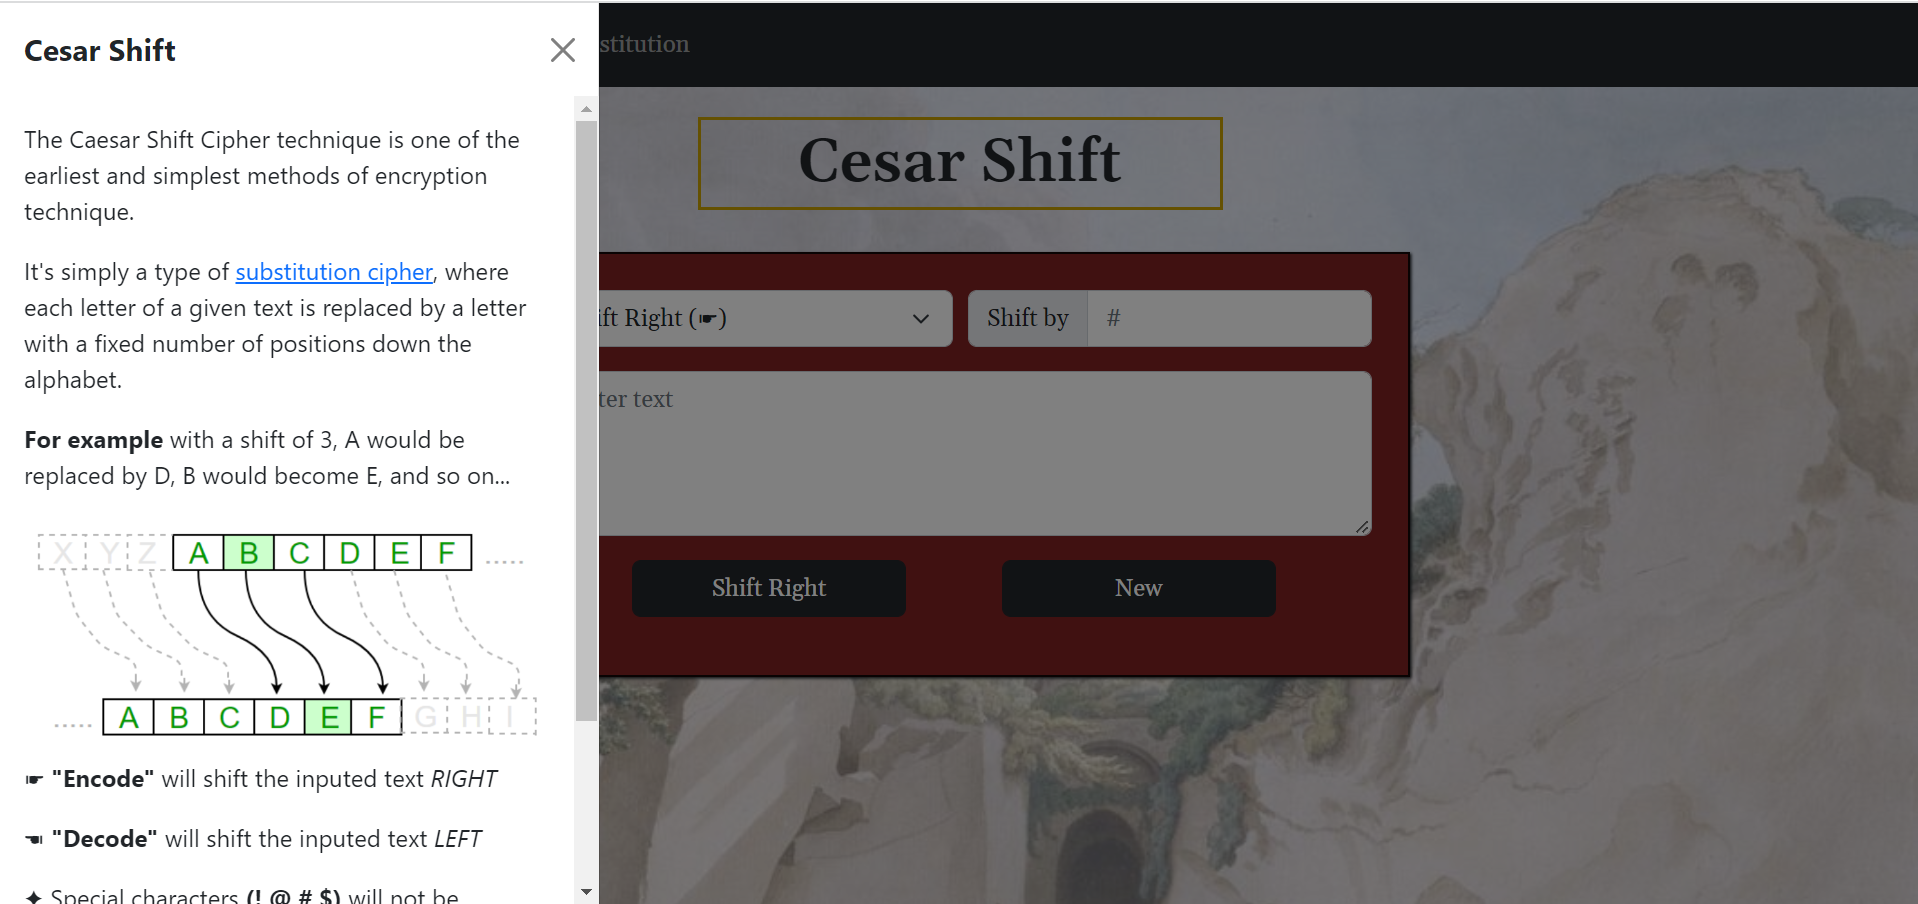 Cesar Shift
The Caesar Shift Cipher technique is one of the
earliest and simplest methods of encryption
technique.
It's simply a type of substitution cipher, where
each letter of a given text is replaced by a letter
with a fixed number of positions down the
alphabet.
For example with a shift of 3, A would be
replaced by D, B would become E, and so on...
X Y Z A B C D E F .....
..... A B C D E F G H I
☛ "Encode" will shift the inputed text RIGHT
☚ "Decode" will shift the inputed text LEFT
✦ Special characters (! @ # $) will not be
stitution
Cesar Shift
ift Right (☛)
Shift by #
ter text
Shift Right
New